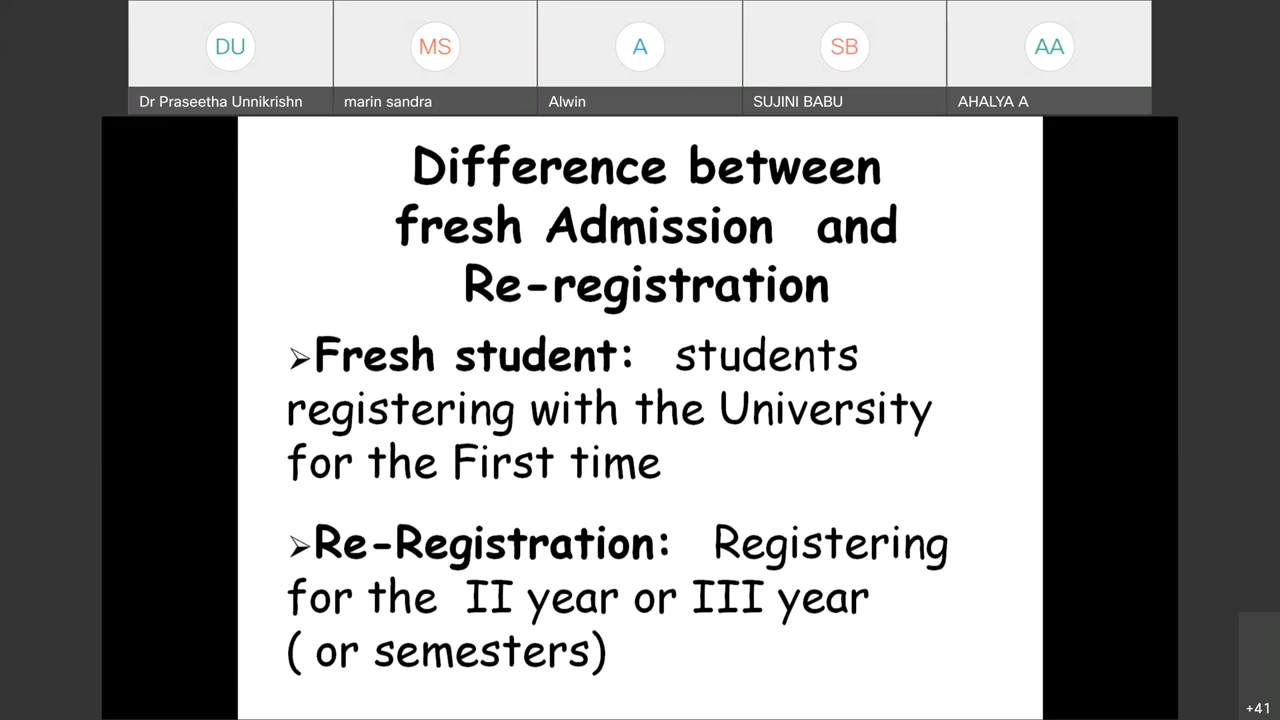 DU
MS
A
SB
AA
Dr Praseetha Unnikrishn
marin sandra
Alwin
SUJINI BABU
AHALYA A
Difference between
fresh Admission and
Re-registration
➢Fresh student: students
registering with the University
for the First time
➢Re-Registration: Registering
for the II year or III year
( or semesters)
+41